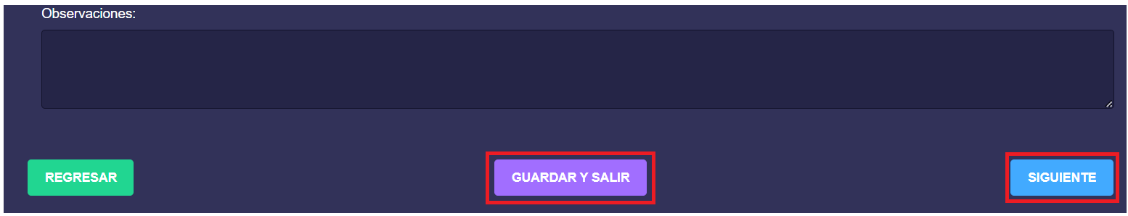 Observaciones:
REGRESAR
GUARDAR Y SALIR
SIGUIENTE